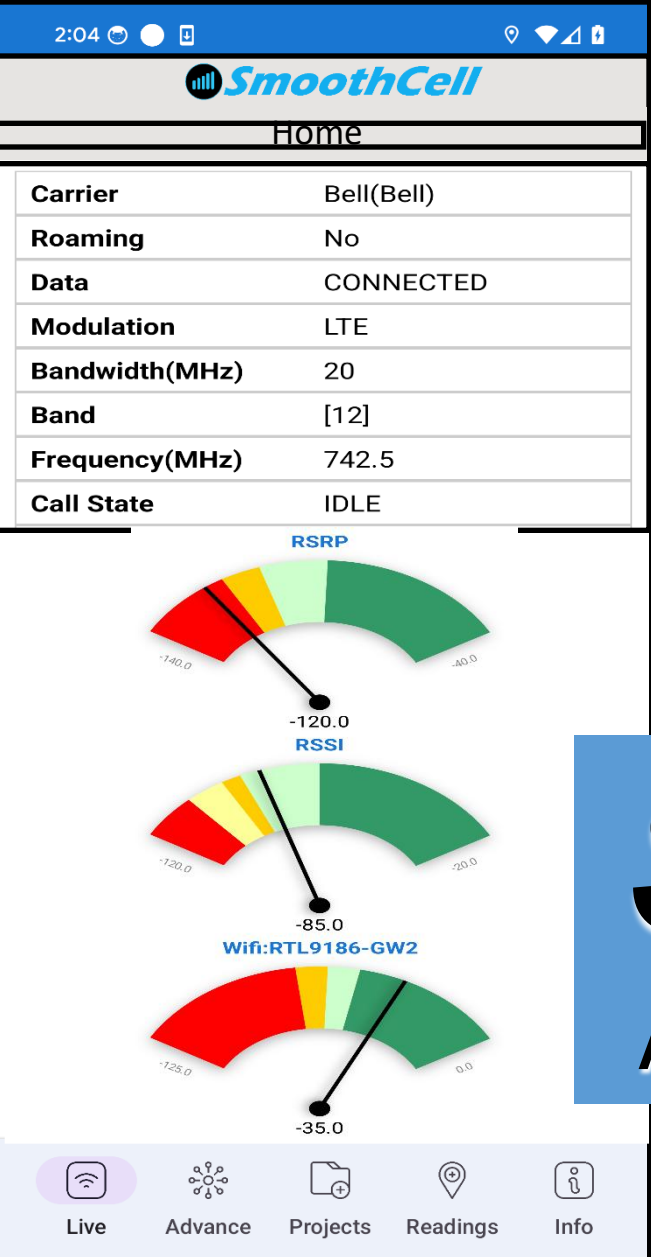 2:04
SmoothCell
Home
Carrier Bell(Bell)
Roaming No
Data CONNECTED
Modulation LTE
Bandwidth(MHz) 20
Band [12]
Frequency(MHz) 742.5
Call State IDLE
RSRP
-140.0 -40.0
-120.0
RSSI
-120.0 -20.0
-85.0
Wifi:RTL9186-GW2
-125.0 0.0
-35.0
Live Advance Projects Readings Info